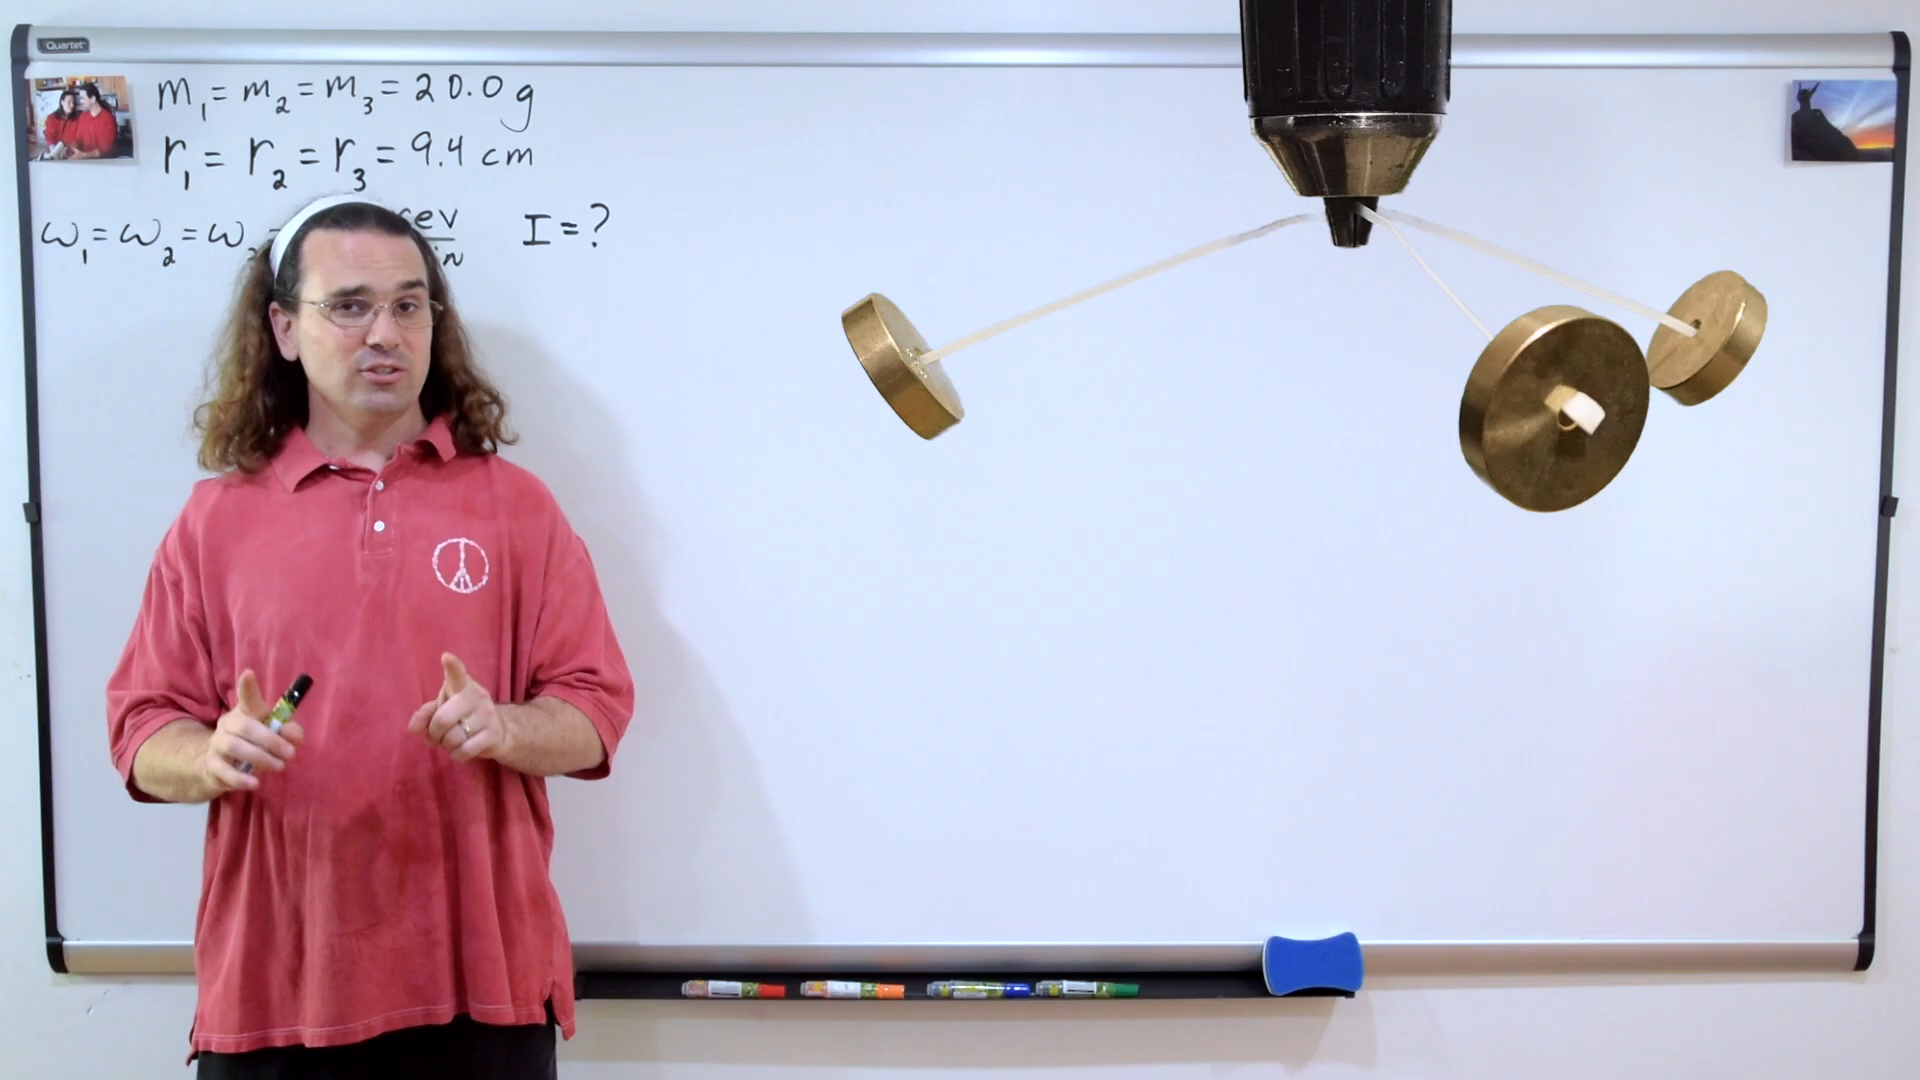 Quartet
m₁ = m₂ = m₃ = 20.0 g
r₁ = r₂ = r₃ = 9.4 cm
ω₁ = ω₂ = ω I = ?